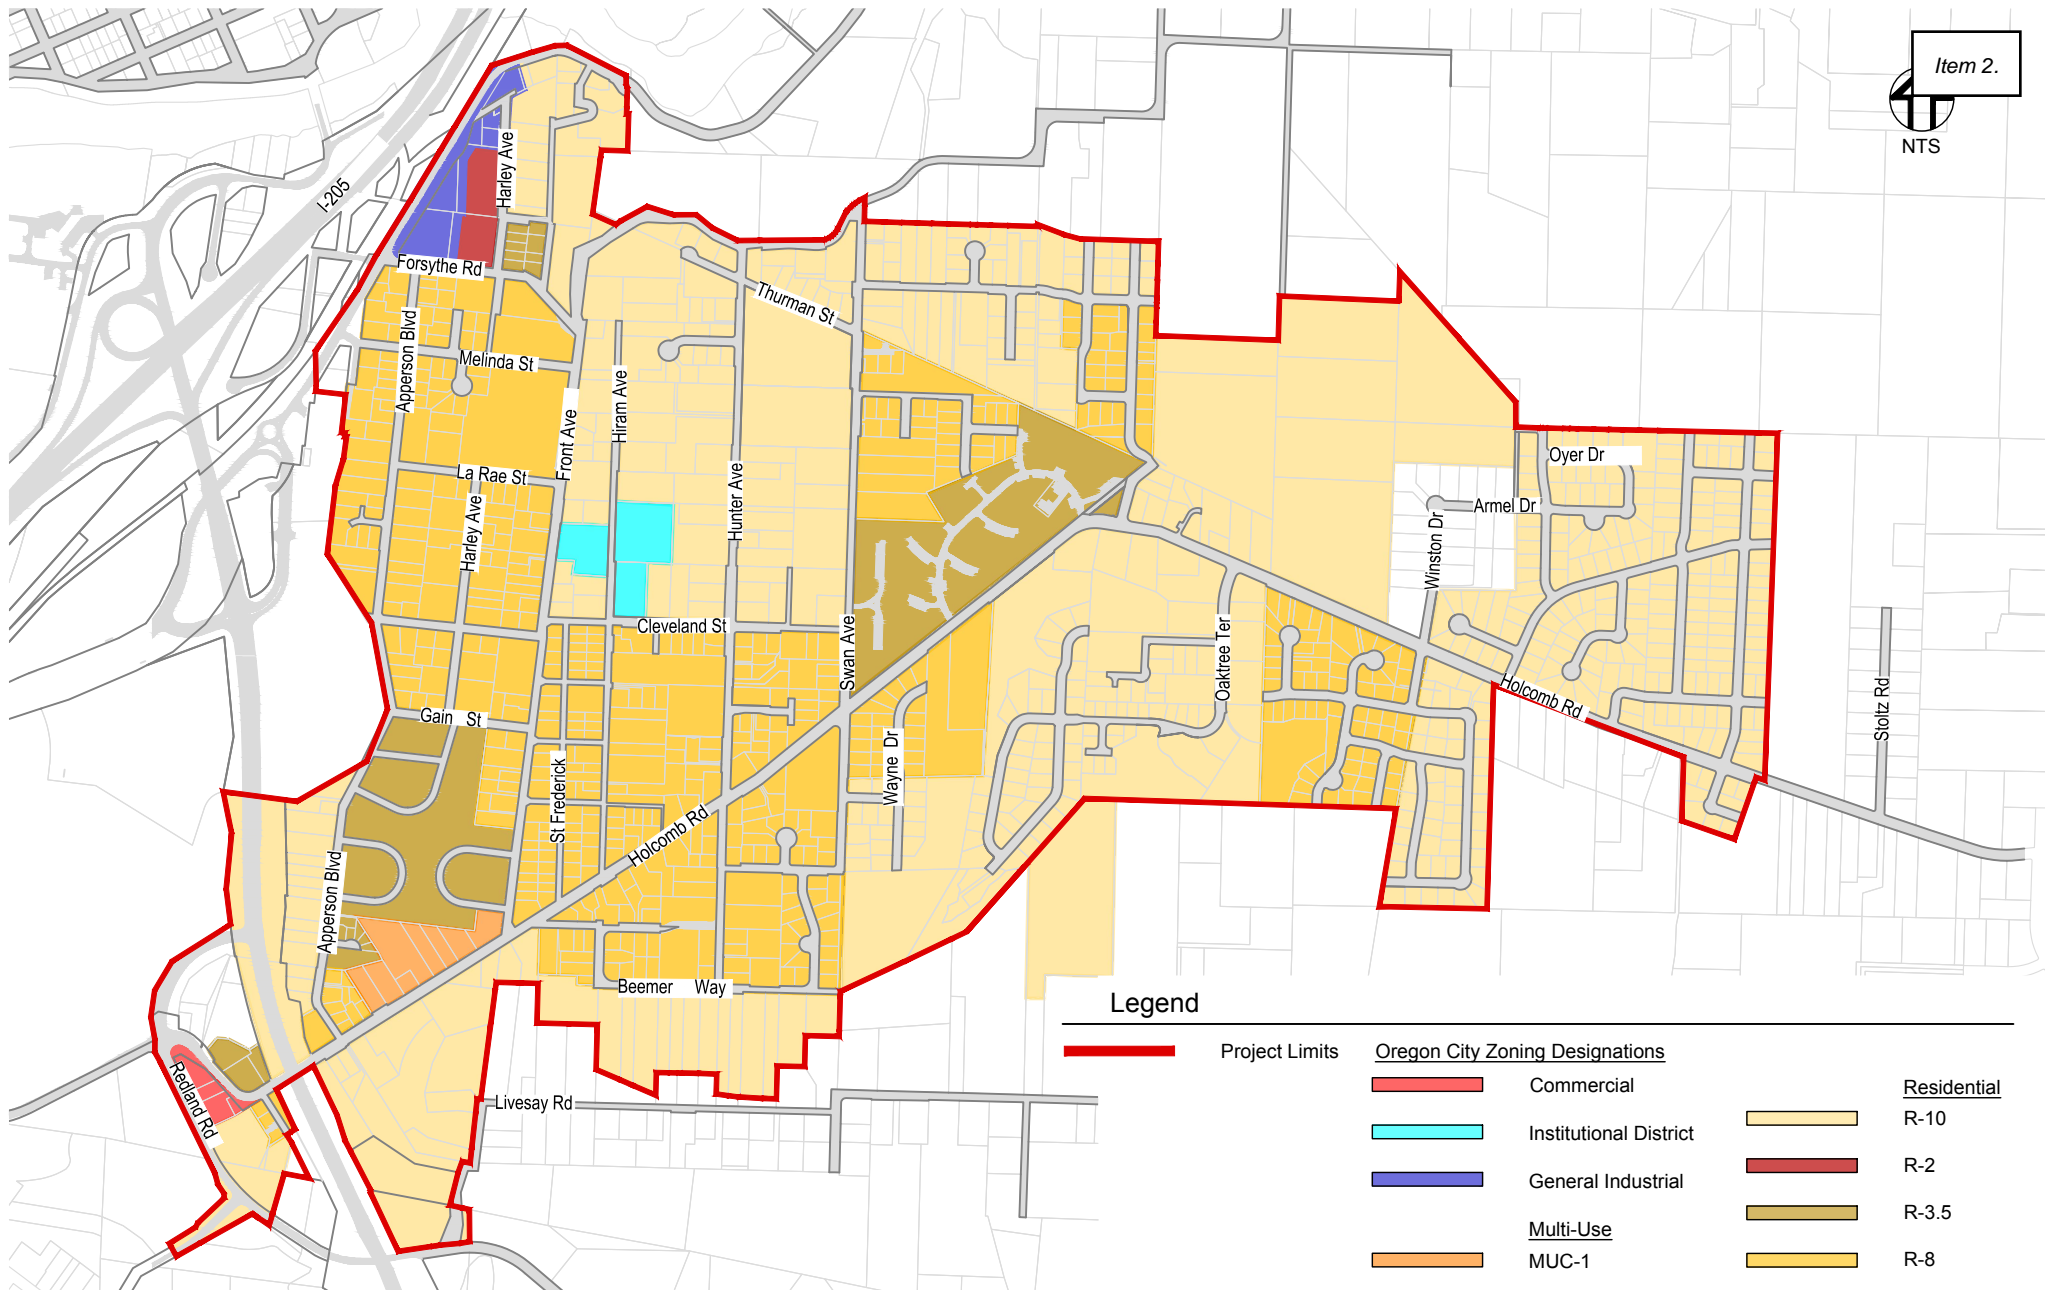 Item 2.
NTS
I-205
Harley Ave
Forsythe Rd
Thurman St
Apperson Blvd
Melinda St
Hiram Ave
Front Ave
La Rae St
Harley Ave
Hunter Ave
Oyer Dr
Armel Dr
Winston Dr
Cleveland St
Swan Ave
Oaktree Ter
Holcomb Rd
Stoltz Rd
Gain St
Wayne Dr
St Frederick
Holcomb Rd
Apperson Blvd
Beemer Way
Redland Rd
Livesay Rd
Legend
Project Limits
Oregon City Zoning Designations
Commercial
Institutional District
General Industrial
Multi-Use
MUC-1
Residential
R-10
R-2
R-3.5
R-8